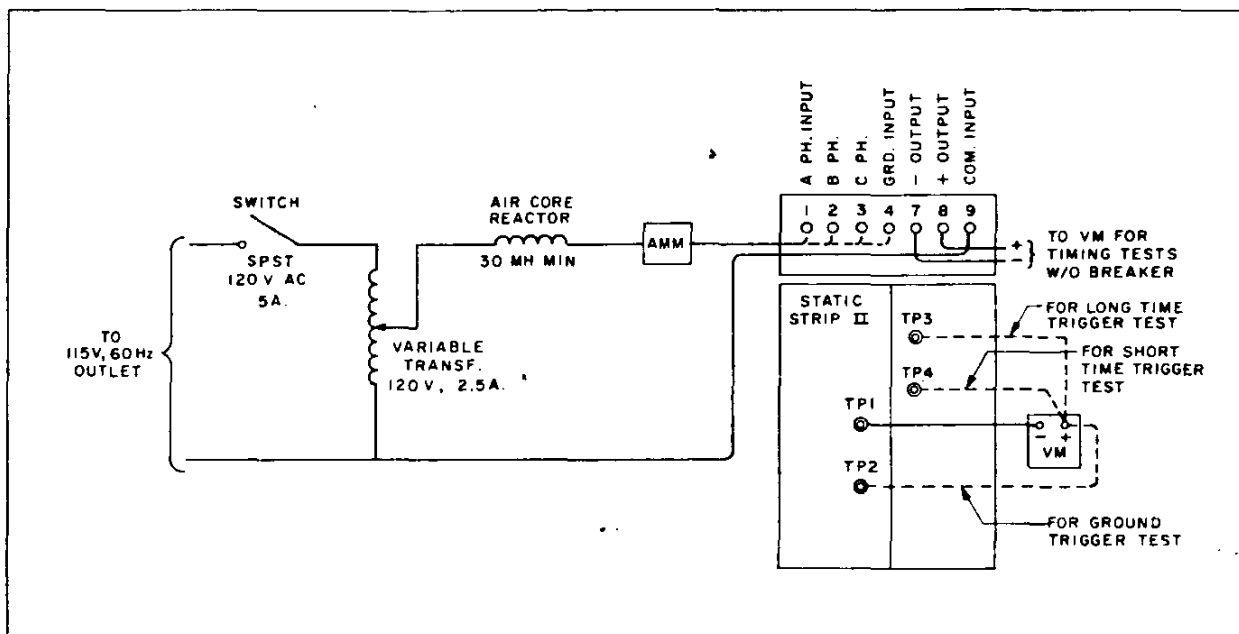 A PH. INPUT
B PH.
C PH.
GRD. INPUT
- OUTPUT
+ OUTPUT
COM. INPUT
1 2 3 4 7 8 9
SWITCH
SPST
120 V AC
5A.
AIR CORE
REACTOR
30 MH MIN
AMM
+
-
TO VM FOR
TIMING TESTS
W/O BREAKER
TO
115V, 60Hz
OUTLET
VARIABLE
TRANSF.
120 V, 2.5A.
STATIC
STRIP II
TP3
TP4
TP1
TP2
FOR LONG TIME
TRIGGER TEST
FOR SHORT
TIME TRIGGER
TEST
- +
VM
FOR GROUND
TRIGGER TEST